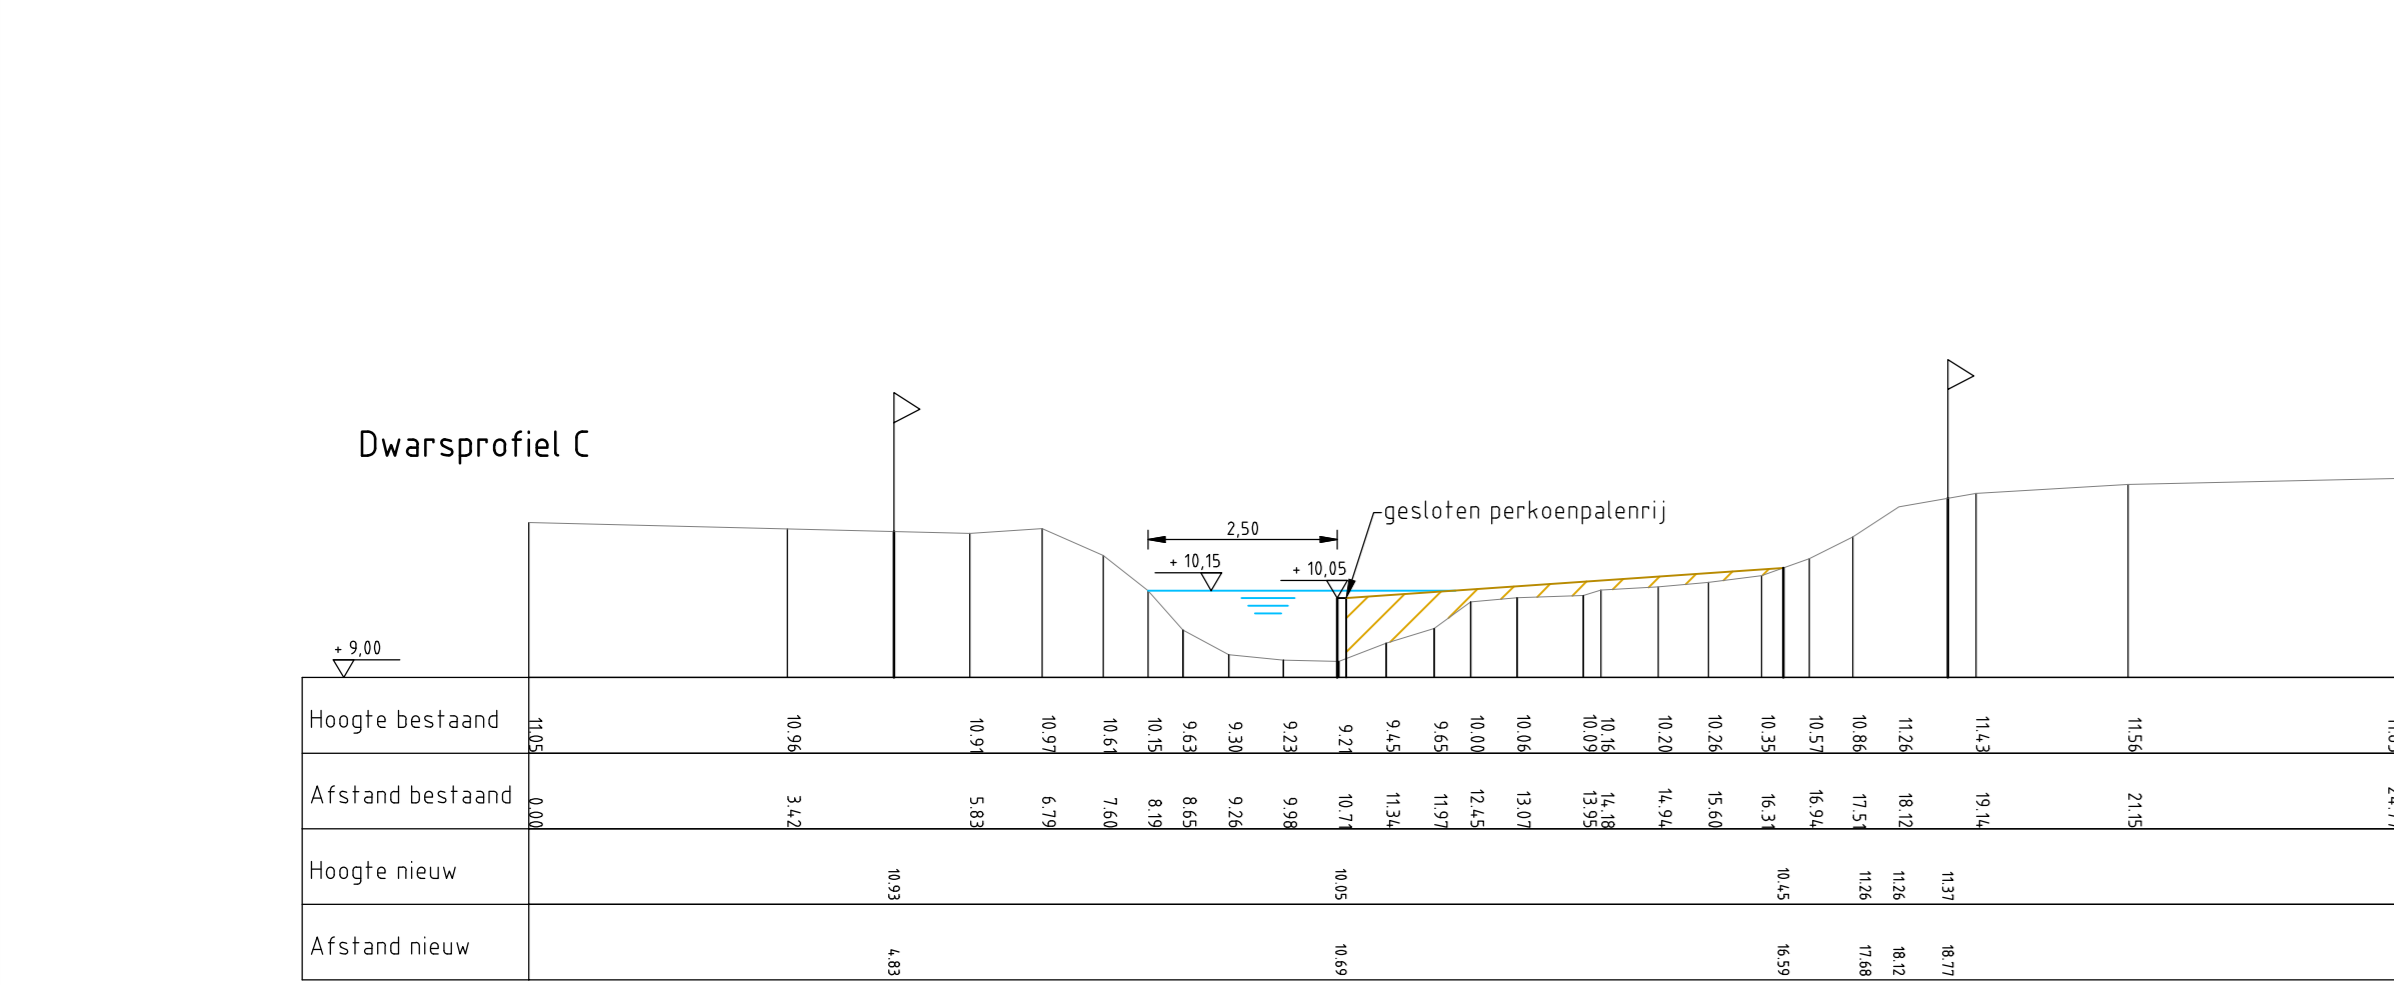 Dwarsprofiel C
gesloten perkoenpalenrij
2,50
+ 10,15
+ 10,05
+ 9,00
Hoogte bestaand 11.05 10.96 10.91 10.97 10.61 10.15 9.63 9.30 9.23 9.21 9.45 9.65 10.00 10.06 10.09 10.16 10.20 10.26 10.35 10.57 10.86 11.26 11.43 11.56
Afstand bestaand 0.00 3.42 5.83 6.79 7.60 8.19 8.65 9.26 9.98 10.71 11.34 11.97 12.45 13.07 13.95 14.18 14.94 15.60 16.31 16.94 17.51 18.12 19.14 21.15
Hoogte nieuw 10.93 10.05 10.45 11.26 11.26 11.37
Afstand nieuw 4.83 10.69 16.59 17.68 18.12 18.77